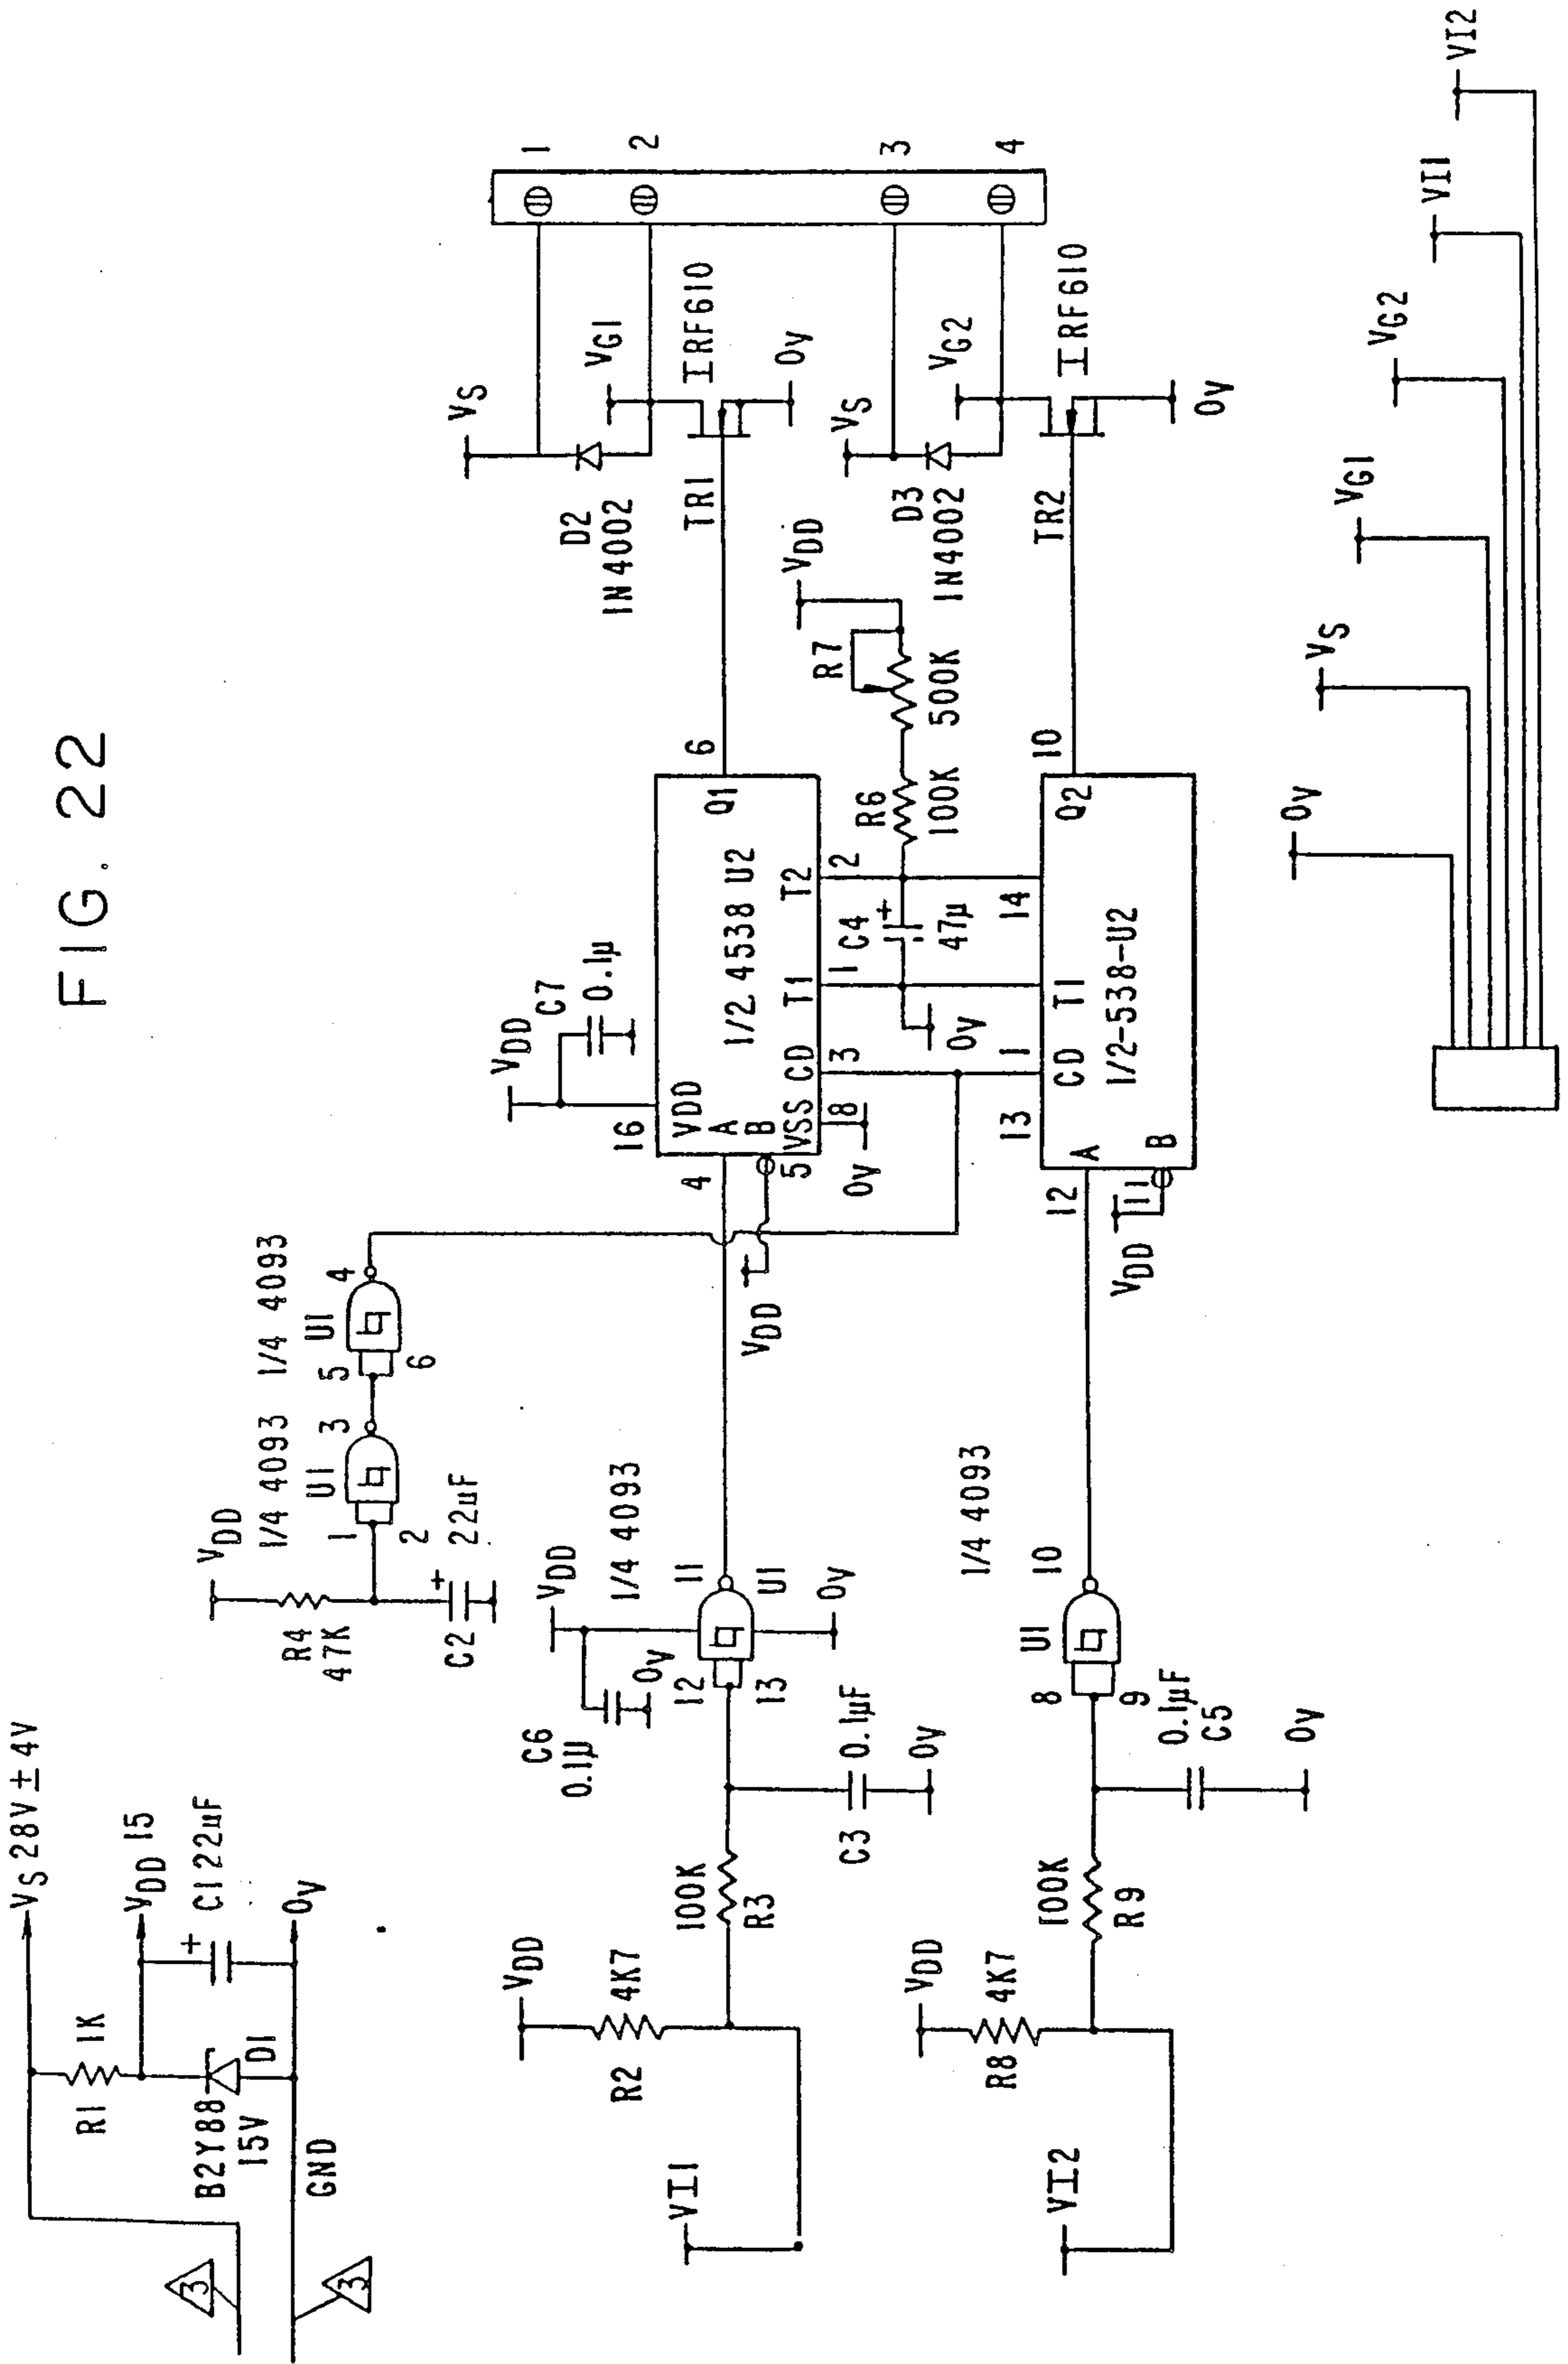 FIG. 22
VS 28V ± 4V
R1 1K
VDD 15
C1 22µF
B2Y88
15V
D1
GND
0V
3
3
VDD
R4
47K
C2
22µF
1/4 4093
U1
1
2
3
1/4 4093
U1
5
6
4
VI1
VDD
R2
4K7
100K
R3
C3
0.1µF
0V
C6
0.1µ
0V
VDD
12
13
1/4 4093
11
U1
0V
VDD
C7
0.1µ
16
VDD
4
A
B
5
VDD
VSS
8
0V
CD
3
T1
1
T2
2
1/2 4538 U2
Q1
6
C4
+
47µ
0V
R6
100K
R7
500K
VDD
VS
D2
1N4002
VG1
TR1
IRF610
0V
1
2
3
4
VS
D3
1N4002
VG2
TR2
IRF610
0V
VI2
VDD
R8
4K7
100K
R9
0.1µF
C5
0V
8
9
U1
10
1/4 4093
12
A
B
11
VDD
13
CD
1
T1
14
1/2-538-U2
Q2
10
0V
VS
VG1
VG2
VI1
VI2